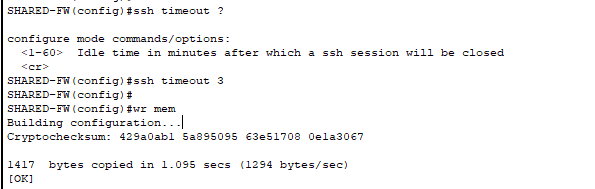 SHARED-FW(config)#ssh timeout ?
configure mode commands/options:
<1-60> Idle time in minutes after which a ssh session will be closed
<cr>
SHARED-FW(config)#ssh timeout 3
SHARED-FW(config)#
SHARED-FW(config)#wr mem
Building configuration...
Cryptochecksum: 429a0ab1 5a895095 63e51708 0e1a3067
1417 bytes copied in 1.095 secs (1294 bytes/sec)
[OK]